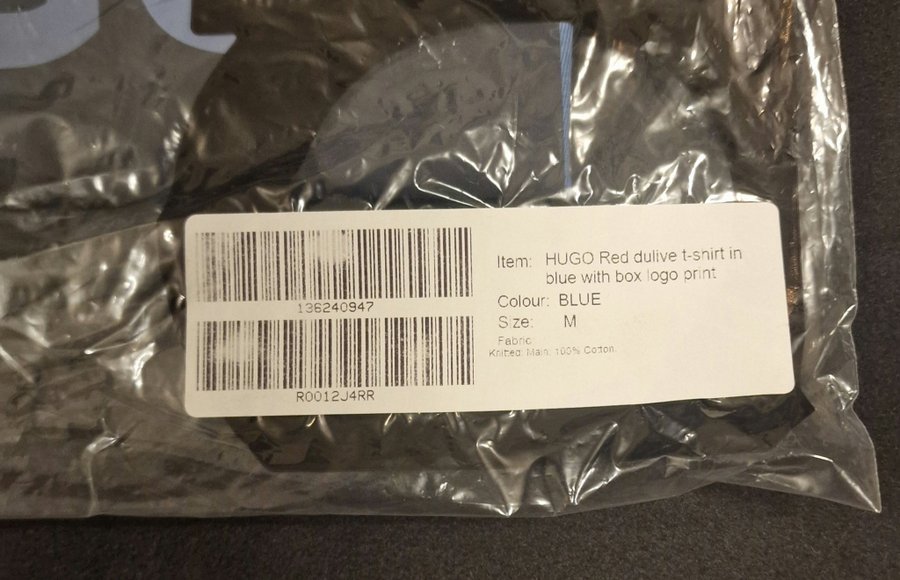 136240947
R0012J4RR
Item: HUGO Red dulive t-shirt in
blue with box logo print
Colour: BLUE
Size: M
Fabric
Knitted: Main: 100% Cotton.